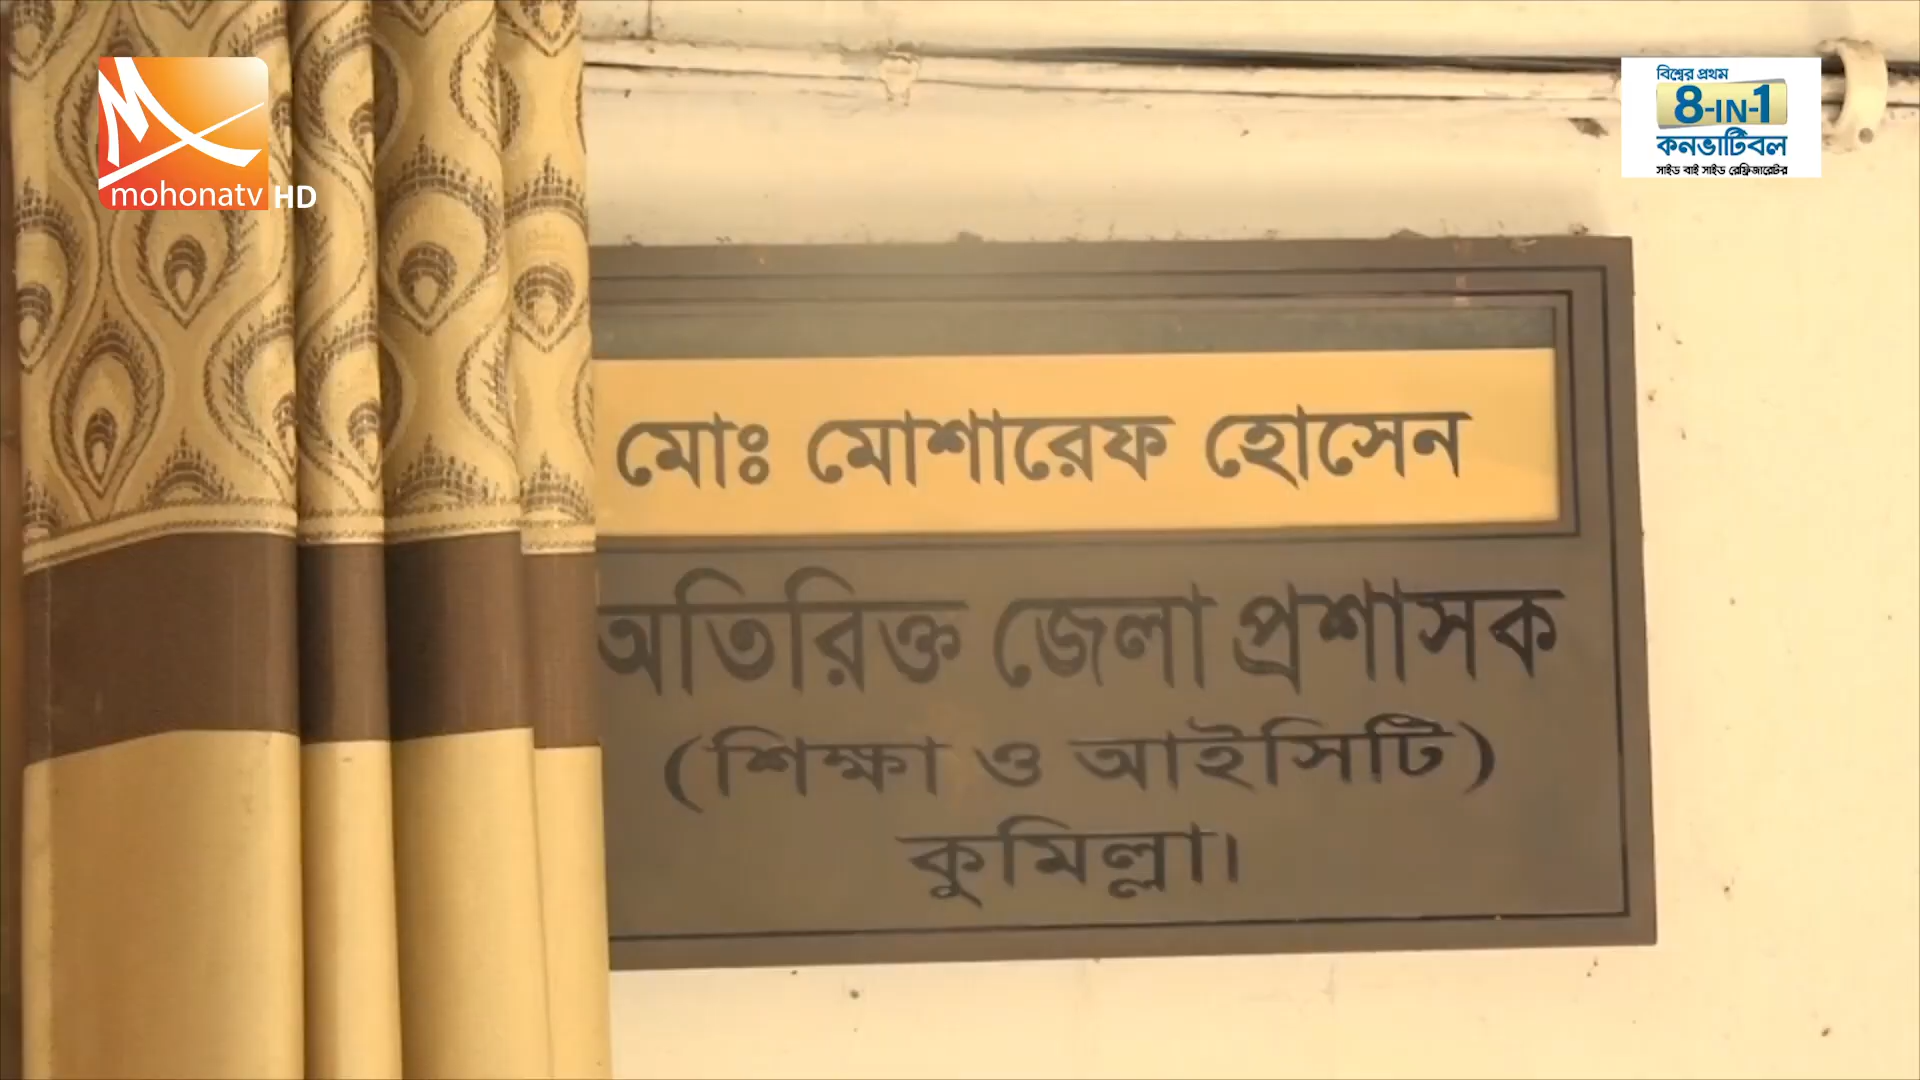 mohonatv HD
বিশ্বের প্রথম
8-IN-1
কনভার্টিবল
সাইড বাই সাইড রেফ্রিজারেটর
মোঃ মোশারেফ হোসেন
অতিরিক্ত জেলা প্রশাসক
(শিক্ষা ও আইসিটি)
কুমিল্লা।